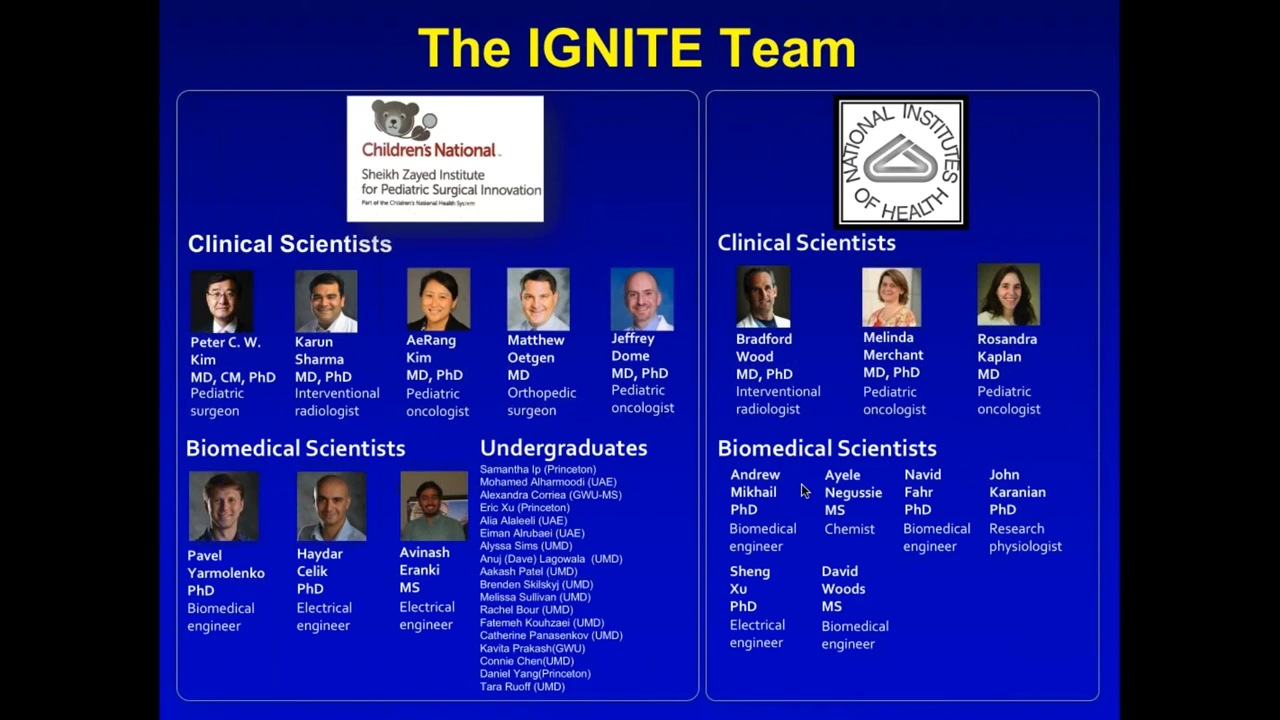 The IGNITE Team
Children's National
Sheikh Zayed Institute
for Pediatric Surgical Innovation
Part of the Children's National Health System
Clinical Scientists
Peter C. W.
Kim
MD, CM, PhD
Pediatric
surgeon
Karun
Sharma
MD, PhD
Interventional
radiologist
AeRang
Kim
MD, PhD
Pediatric
oncologist
Matthew
Oetgen
MD
Orthopedic
surgeon
Jeffrey
Dome
MD, PhD
Pediatric
oncologist
Biomedical Scientists
Pavel
Yarmolenko
PhD
Biomedical
engineer
Haydar
Celik
PhD
Electrical
engineer
Avinash
Eranki
MS
Electrical
engineer
Undergraduates
Samantha Ip (Princeton)
Mohamed Alharmoodi (UAE)
Alexandra Corriea (GWU-MS)
Eric Xu (Princeton)
Alia Alaleeli (UAE)
Eiman Alrubaei (UAE)
Alyssa Sims (UMD)
Anuj (Dave) Lagowala (UMD)
Aakash Patel (UMD)
Brenden Skilskyj (UMD)
Melissa Sullivan (UMD)
Rachel Bour (UMD)
Fatemeh Kouhzaei (UMD)
Catherine Panasenkov (UMD)
Kavita Prakash(GWU)
Connie Chen(UMD)
Daniel Yang(Princeton)
Tara Ruoff (UMD)
NATIONAL INSTITUTES
OF HEALTH
Clinical Scientists
Bradford
Wood
MD, PhD
Interventional
radiologist
Melinda
Merchant
MD, PhD
Pediatric
oncologist
Rosandra
Kaplan
MD
Pediatric
oncologist
Biomedical Scientists
Andrew
Mikhail
PhD
Biomedical
engineer
Ayele
Negussie
MS
Chemist
Navid
Fahr
PhD
Biomedical
engineer
John
Karanian
PhD
Research
physiologist
Sheng
Xu
PhD
Electrical
engineer
David
Woods
MS
Biomedical
engineer